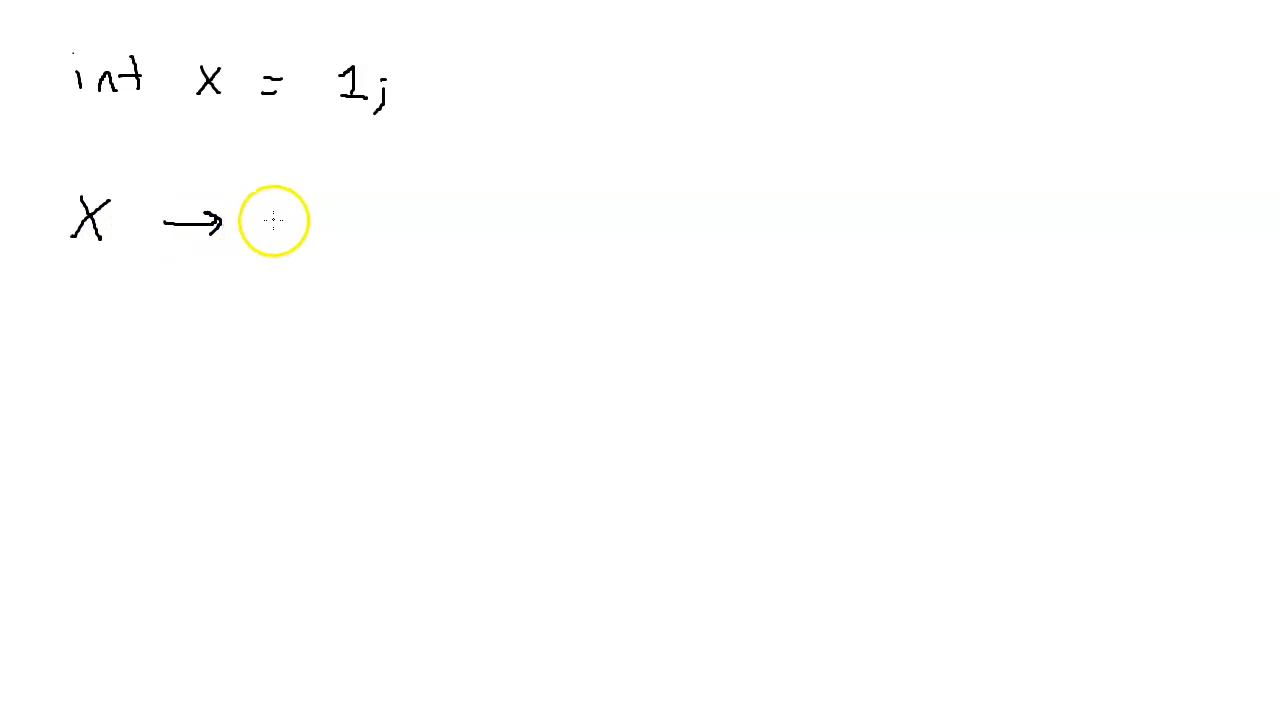 int x = 1;
X →